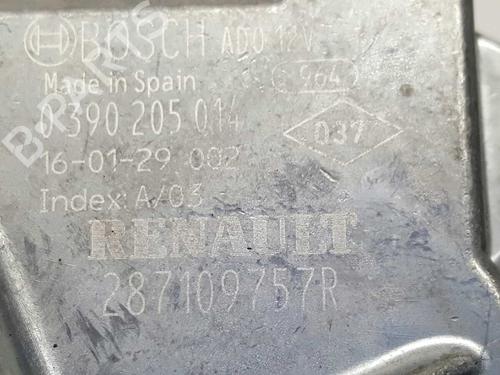 BOSCH ADO 12V
Made in Spain 964
0 390 205 014
037
16-01-29 002
Index: A/03
RENAULT
287109757R